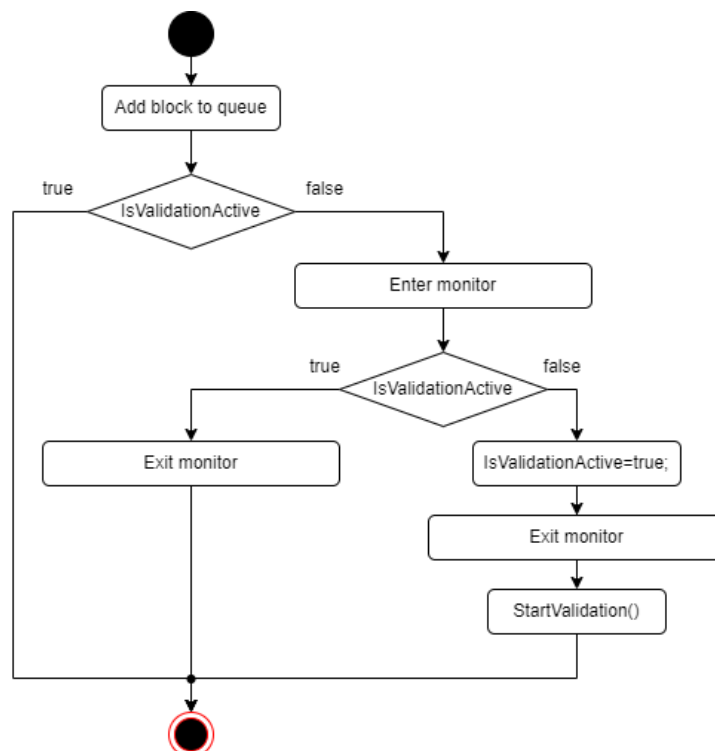 Add block to queue
true
false
IsValidationActive
Enter monitor
true
false
IsValidationActive
Exit monitor
IsValidationActive=true;
Exit monitor
StartValidation()